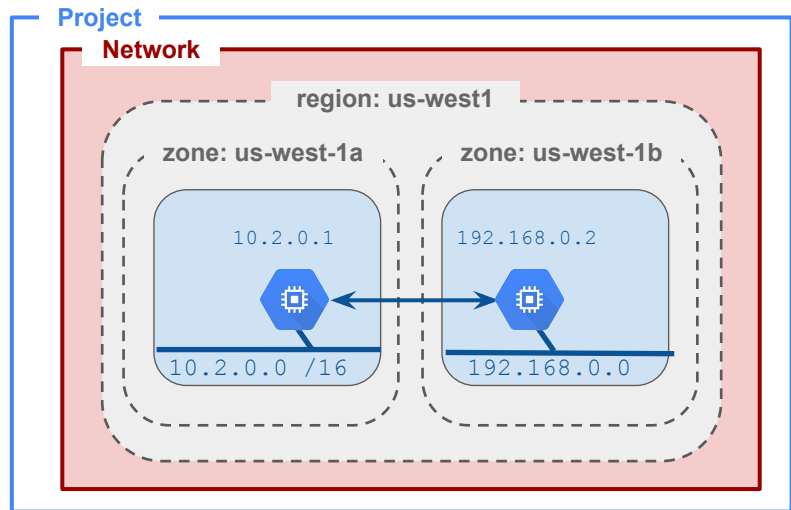 Project
Network
region: us-west1
zone: us-west-1a
zone: us-west-1b
10.2.0.1
192.168.0.2
10.2.0.0 /16
192.168.0.0